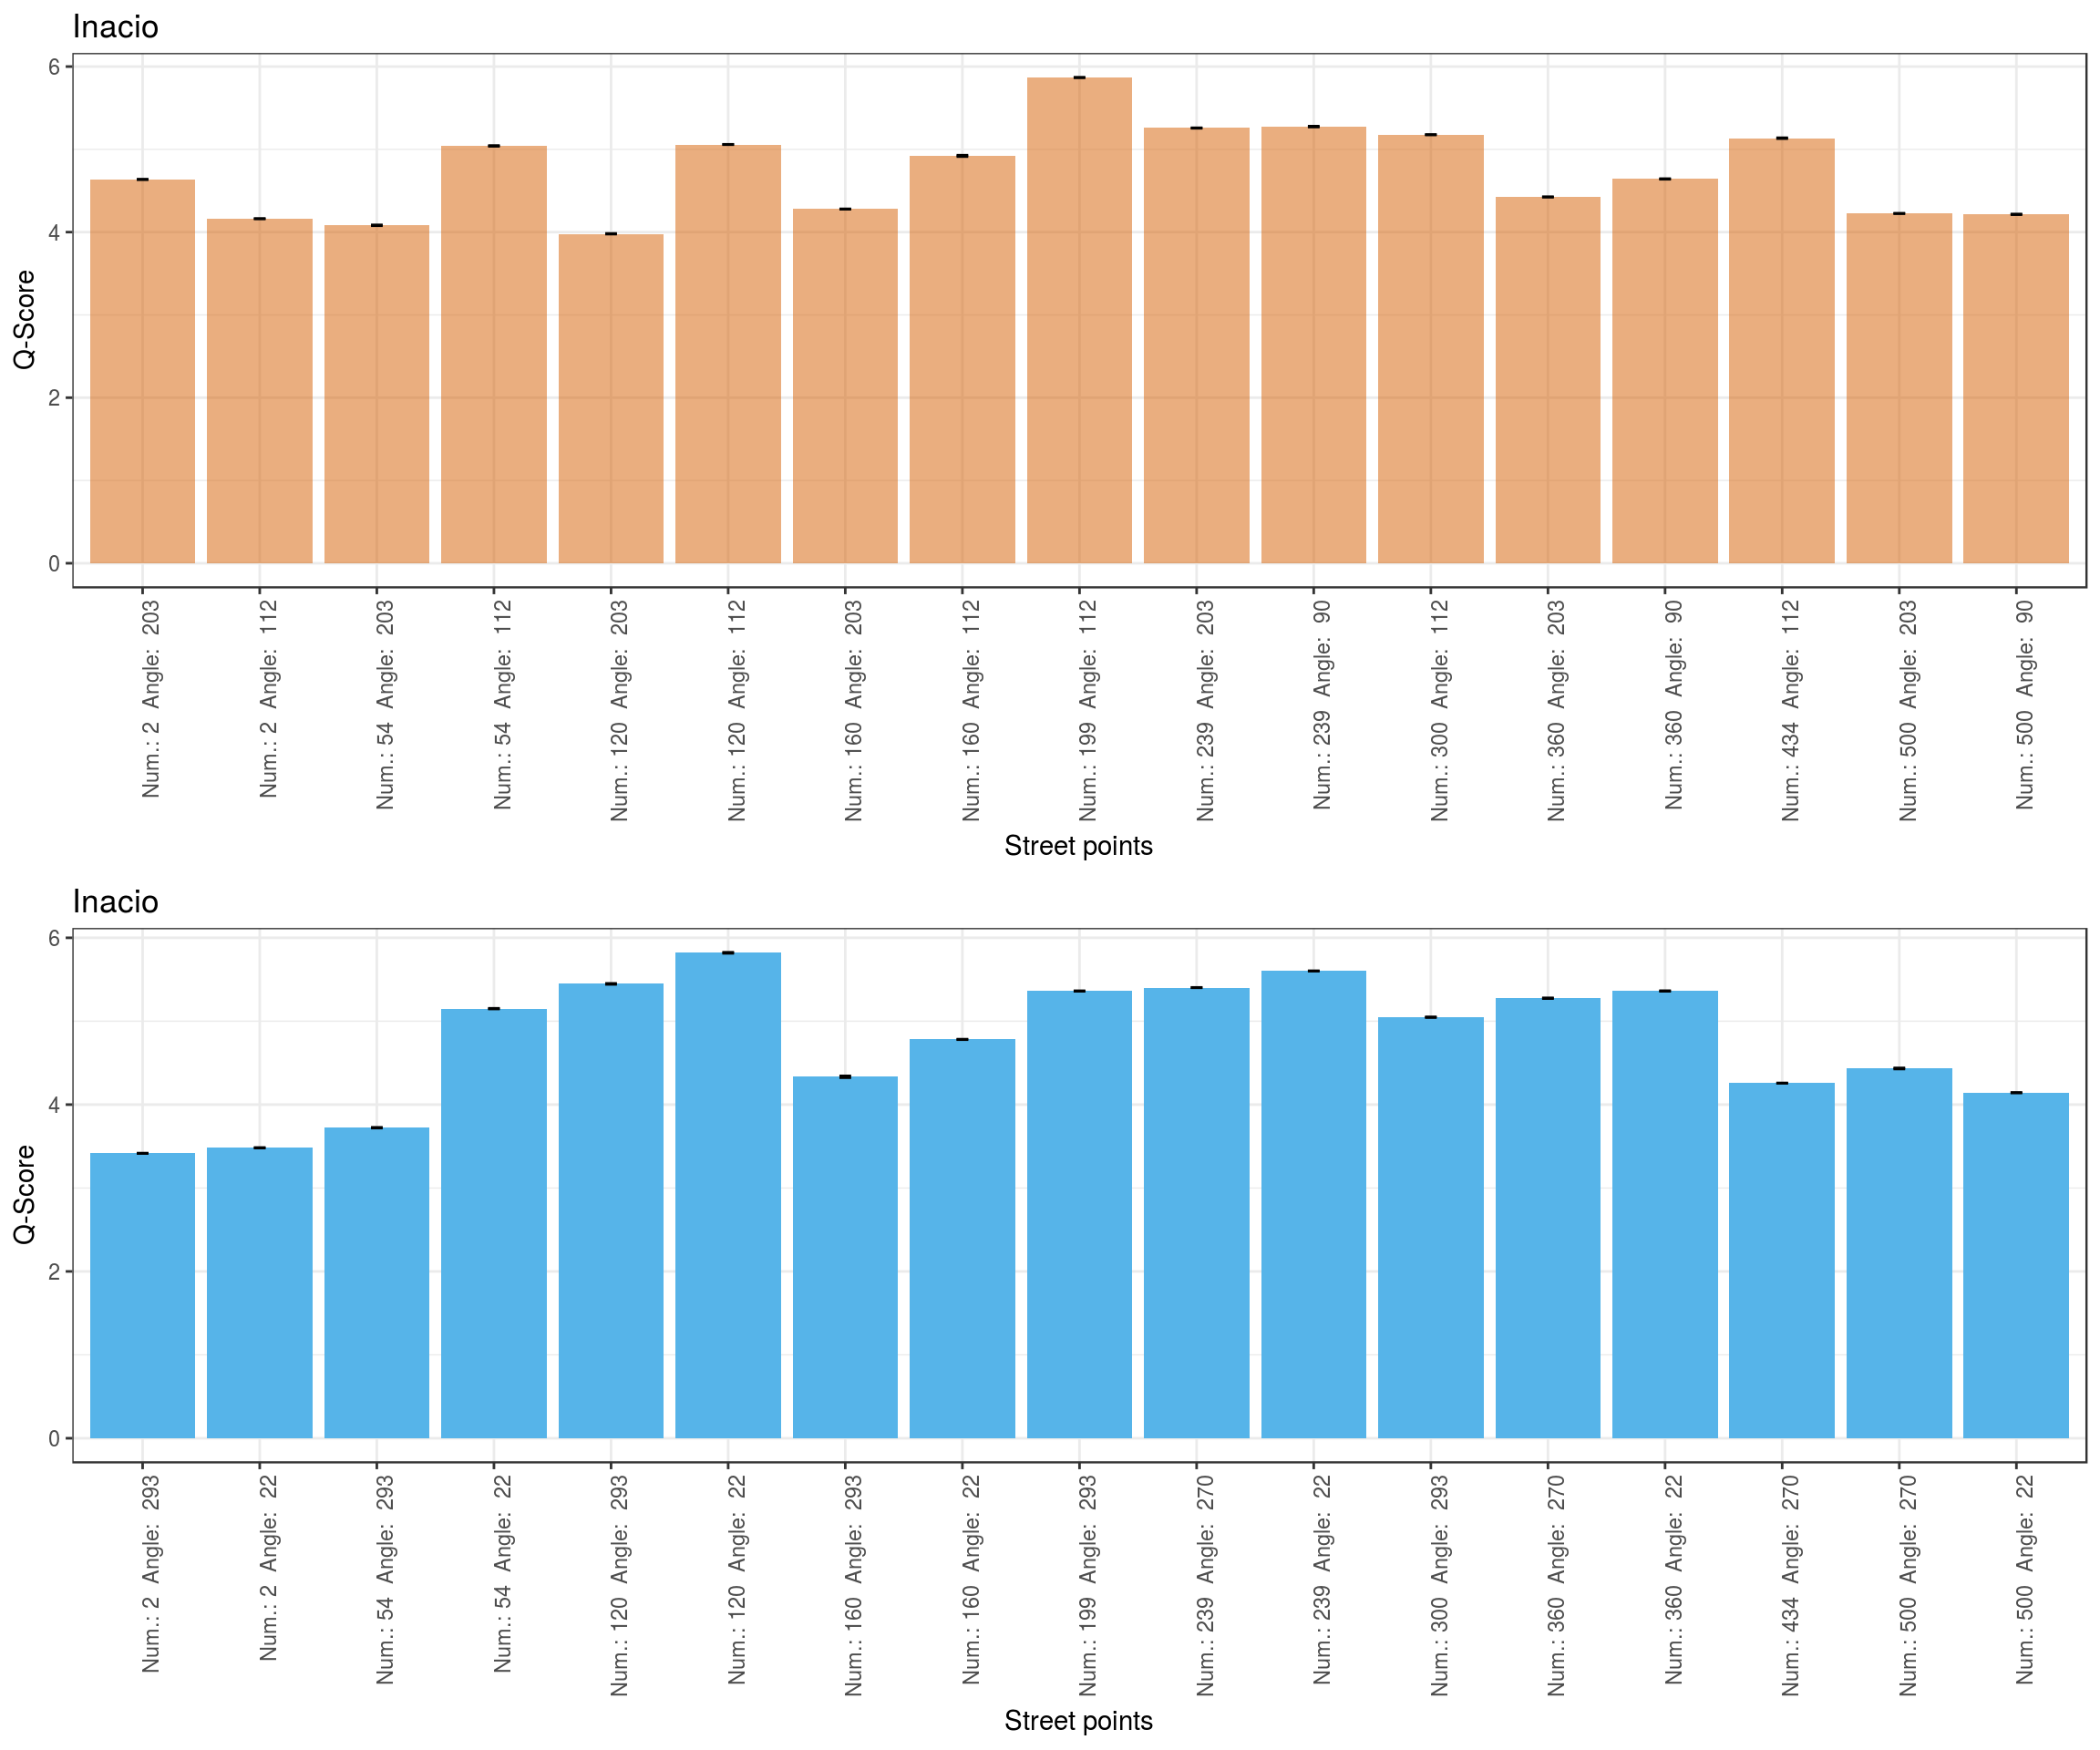 Inacio
6
4
2
0
Q-Score
Num.: 2 Angle: 203
Num.: 2 Angle: 112
Num.: 54 Angle: 203
Num.: 54 Angle: 112
Num.: 120 Angle: 203
Num.: 120 Angle: 112
Num.: 160 Angle: 203
Num.: 160 Angle: 112
Num.: 199 Angle: 112
Num.: 239 Angle: 203
Num.: 239 Angle: 90
Num.: 300 Angle: 112
Num.: 360 Angle: 203
Num.: 360 Angle: 90
Num.: 434 Angle: 112
Num.: 500 Angle: 203
Num.: 500 Angle: 90
Street points
Inacio
6
4
2
0
Q-Score
Num.: 2 Angle: 293
Num.: 2 Angle: 22
Num.: 54 Angle: 293
Num.: 54 Angle: 22
Num.: 120 Angle: 293
Num.: 120 Angle: 22
Num.: 160 Angle: 293
Num.: 160 Angle: 22
Num.: 199 Angle: 293
Num.: 239 Angle: 270
Num.: 239 Angle: 22
Num.: 300 Angle: 293
Num.: 360 Angle: 270
Num.: 360 Angle: 22
Num.: 434 Angle: 270
Num.: 500 Angle: 270
Num.: 500 Angle: 22
Street points